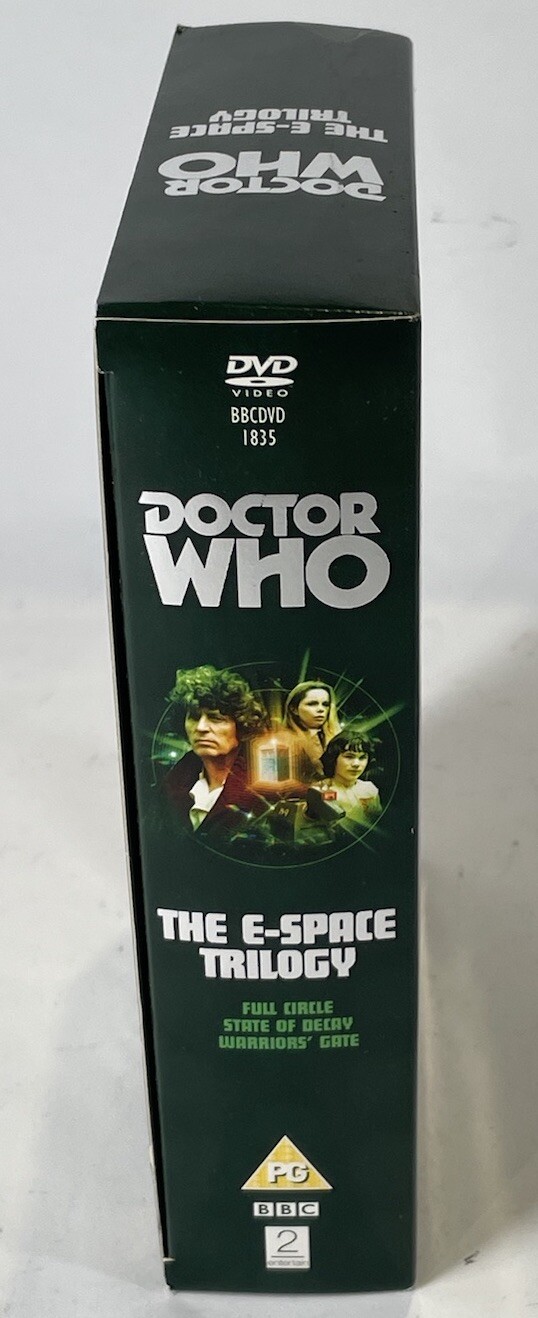 THE E-SPACE
TRILOGY
DOCTOR
WHO
DVD
VIDEO
BBCDVD
1835
DOCTOR
WHO
THE E-SPACE
TRILOGY
FULL CIRCLE
STATE OF DECAY
WARRIORS' GATE
PG
BBC
2
entertain